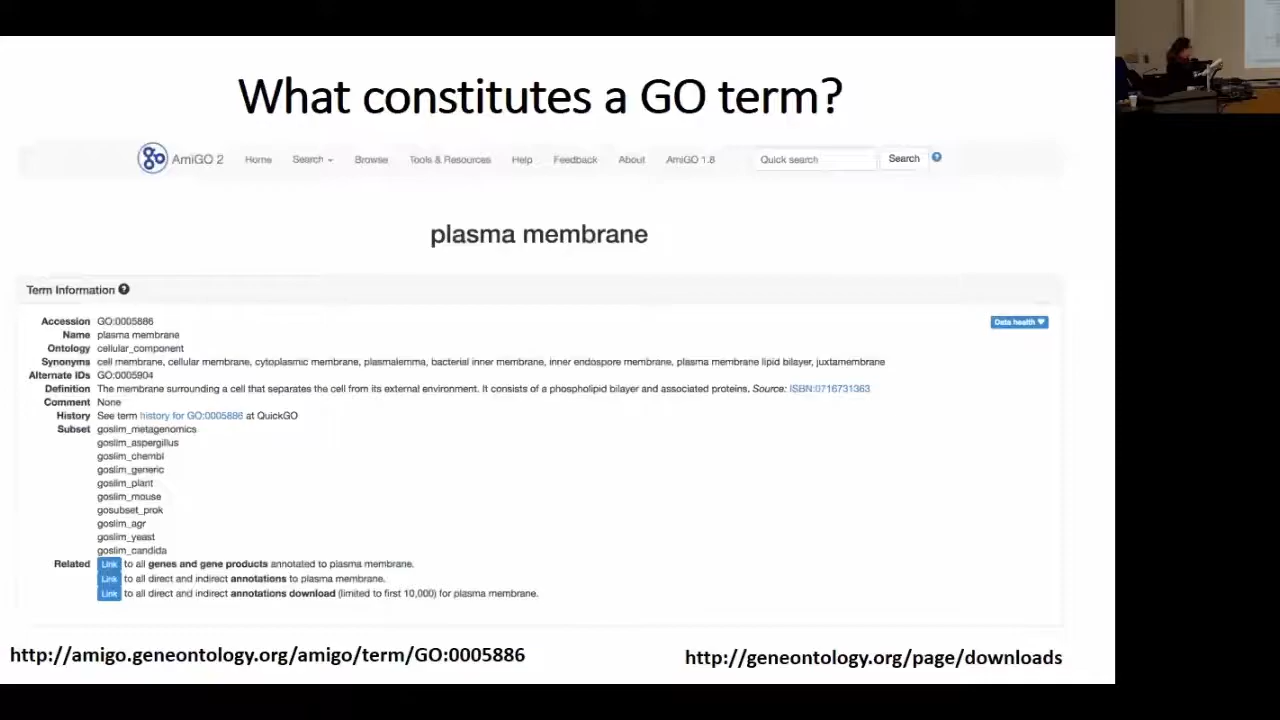 What constitutes a GO term?
AmiGO 2 Home Search Browse Tools & Resources Help Feedback About AmiGO 1.8 Quick search Search ?
plasma membrane
Term Information ?
Accession GO:0005886
Data health
Name plasma membrane
Ontology cellular_component
Synonyms cell membrane, cellular membrane, cytoplasmic membrane, plasmalemma, bacterial inner membrane, inner endospore membrane, plasma membrane lipid bilayer, juxtamembrane
Alternate IDs GO:0005904
Definition The membrane surrounding a cell that separates the cell from its external environment. It consists of a phospholipid bilayer and associated proteins. Source: ISBN:0716731363
Comment None
History See term history for GO:0005886 at QuickGO
Subset goslim_metagenomics
goslim_aspergillus
goslim_chembl
goslim_generic
goslim_plant
goslim_mouse
gosubset_prok
goslim_agr
goslim_yeast
goslim_candida
Related Link to all genes and gene products annotated to plasma membrane.
Link to all direct and indirect annotations to plasma membrane.
Link to all direct and indirect annotations download (limited to first 10,000) for plasma membrane.
http://amigo.geneontology.org/amigo/term/GO:0005886
http://geneontology.org/page/downloads